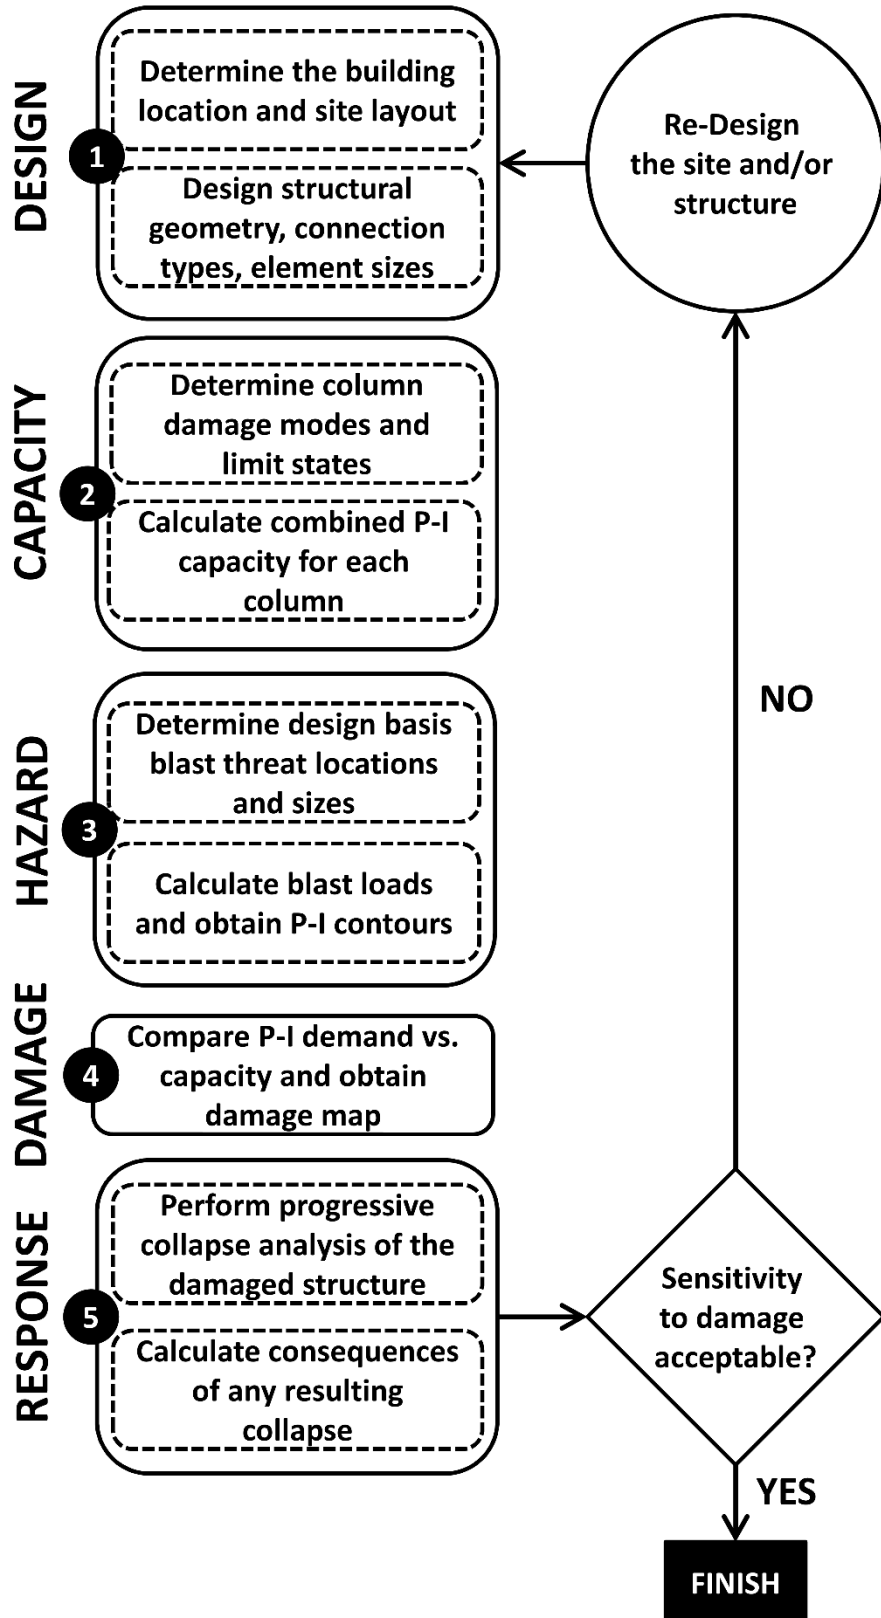 DESIGN
1
Determine the building
location and site layout
Design structural
geometry, connection
types, element sizes
Re-Design
the site and/or
structure
CAPACITY
2
Determine column
damage modes and
limit states
Calculate combined P-I
capacity for each
column
HAZARD
3
Determine design basis
blast threat locations
and sizes
Calculate blast loads
and obtain P-I contours
NO
DAMAGE
4
Compare P-I demand vs.
capacity and obtain
damage map
RESPONSE
5
Perform progressive
collapse analysis of the
damaged structure
Calculate consequences
of any resulting
collapse
Sensitivity
to damage
acceptable?
YES
FINISH